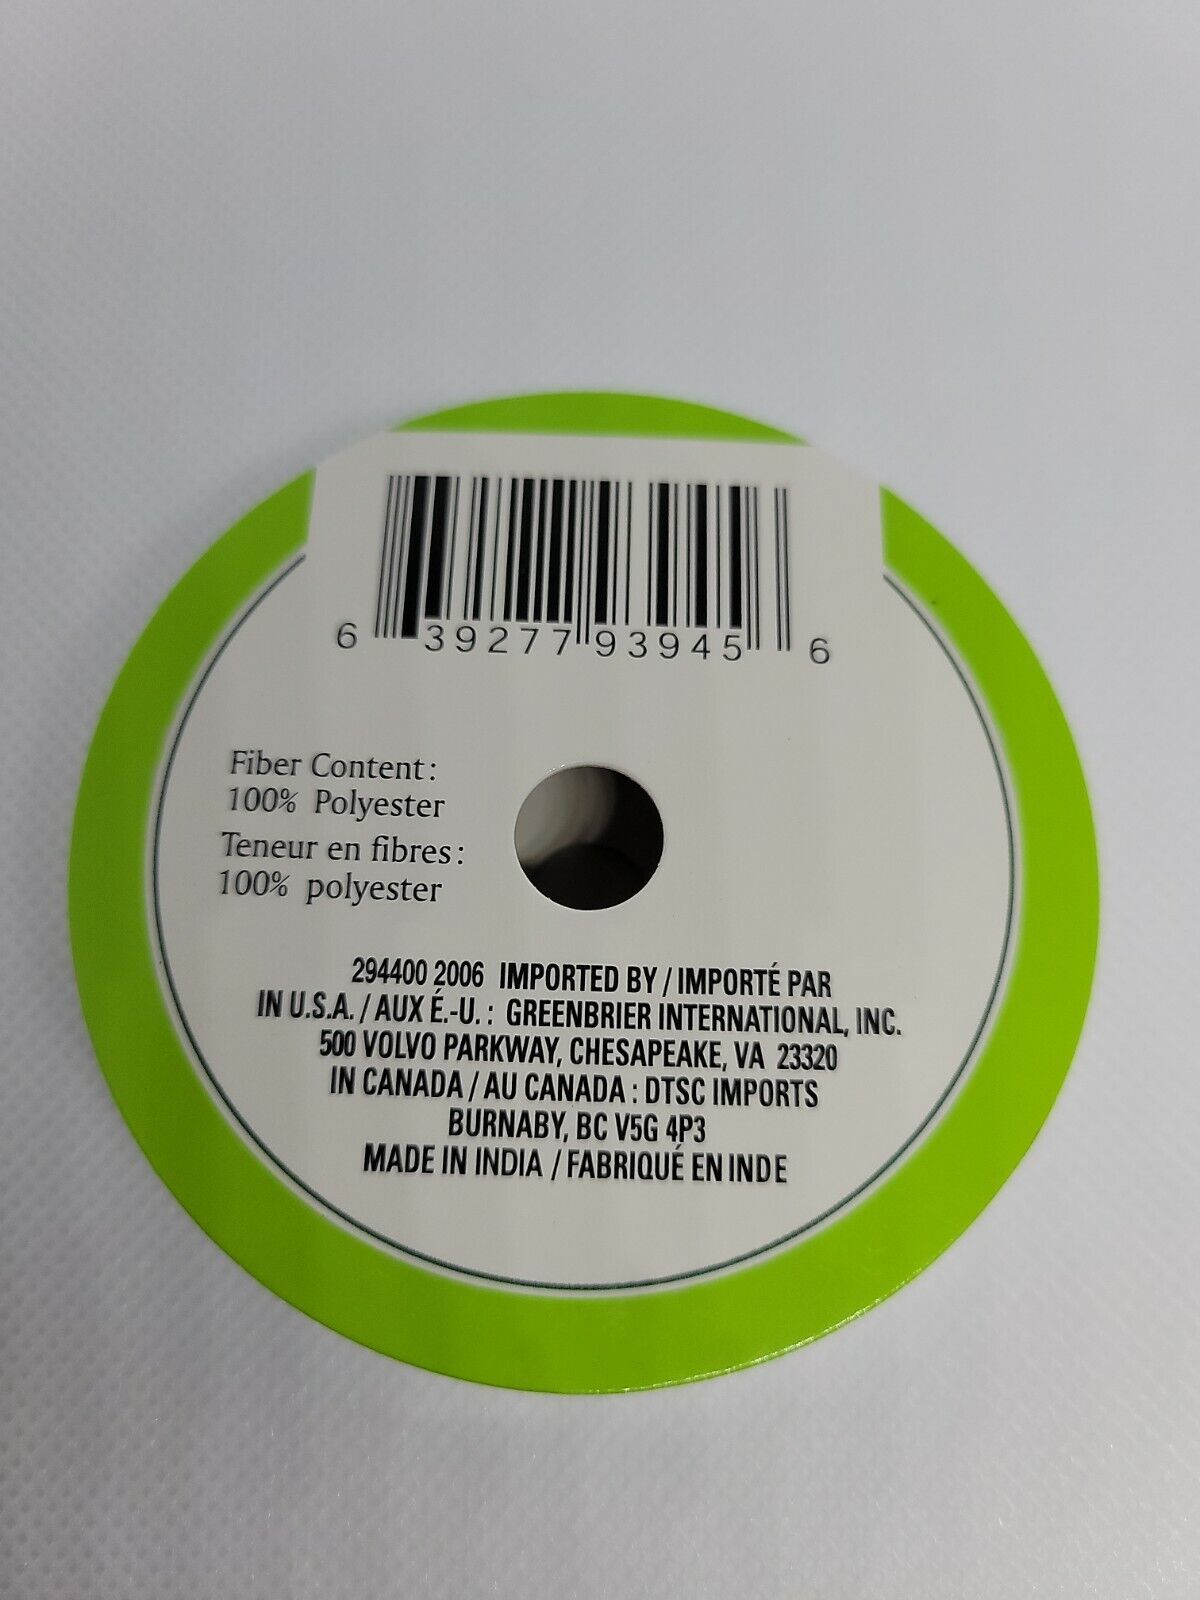 6 39277 93945 6
Fiber Content:
100% Polyester
Teneur en fibres:
100% polyester
294400 2006 IMPORTED BY / IMPORTÉ PAR
IN U.S.A. / AUX É.-U. : GREENBRIER INTERNATIONAL, INC.
500 VOLVO PARKWAY, CHESAPEAKE, VA 23320
IN CANADA / AU CANADA : DTSC IMPORTS
BURNABY, BC V5G 4P3
MADE IN INDIA / FABRIQUÉ EN INDE